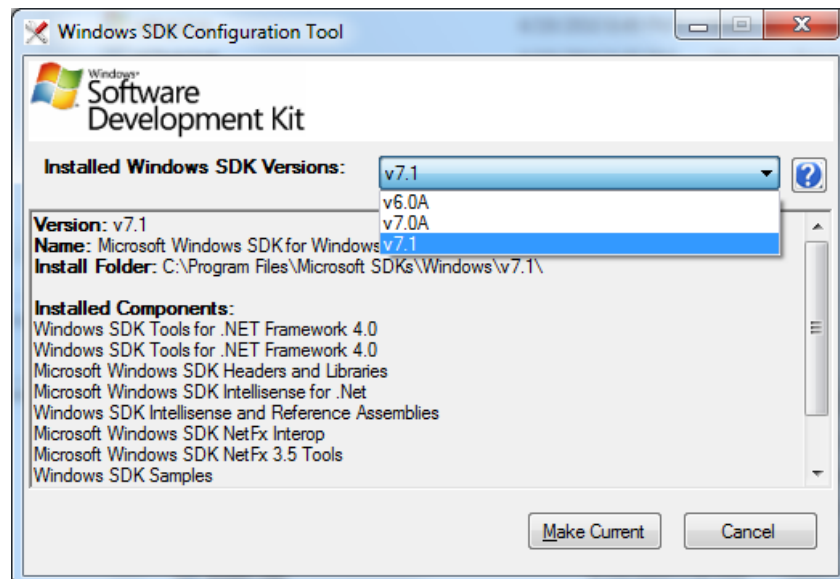 Windows SDK Configuration Tool
Windows
Software
Development Kit
Installed Windows SDK Versions:
v7.1
v6.0A
v7.0A
v7.1
Version: v7.1
Name: Microsoft Windows SDK for Windows
Install Folder: C:\Program Files\Microsoft SDKs\Windows\v7.1\
Installed Components:
Windows SDK Tools for .NET Framework 4.0
Windows SDK Tools for .NET Framework 4.0
Microsoft Windows SDK Headers and Libraries
Microsoft Windows SDK Intellisense for .Net
Windows SDK Intellisense and Reference Assemblies
Microsoft Windows SDK NetFx Interop
Microsoft Windows SDK NetFx 3.5 Tools
Windows SDK Samples
Make Current
Cancel